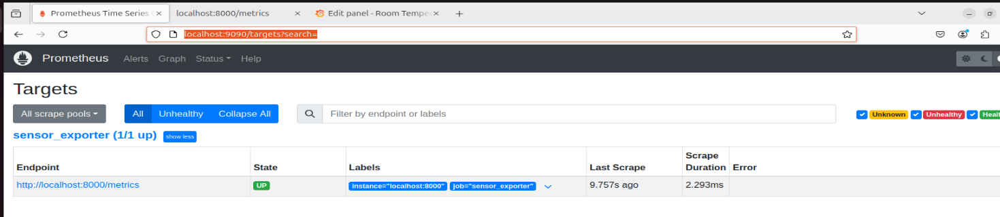 Prometheus Time Series
localhost:8000/metrics
Edit panel - Room Tempe
localhost:9090/targets?search=
Prometheus Alerts Graph Status Help
Targets
All scrape pools All Unhealthy Collapse All Filter by endpoint or labels Unknown Unhealthy Healt
sensor_exporter (1/1 up) show less
Endpoint State Labels Last Scrape Scrape Duration Error
http://localhost:8000/metrics UP instance="localhost:8000" job="sensor_exporter" 9.757s ago 2.293ms